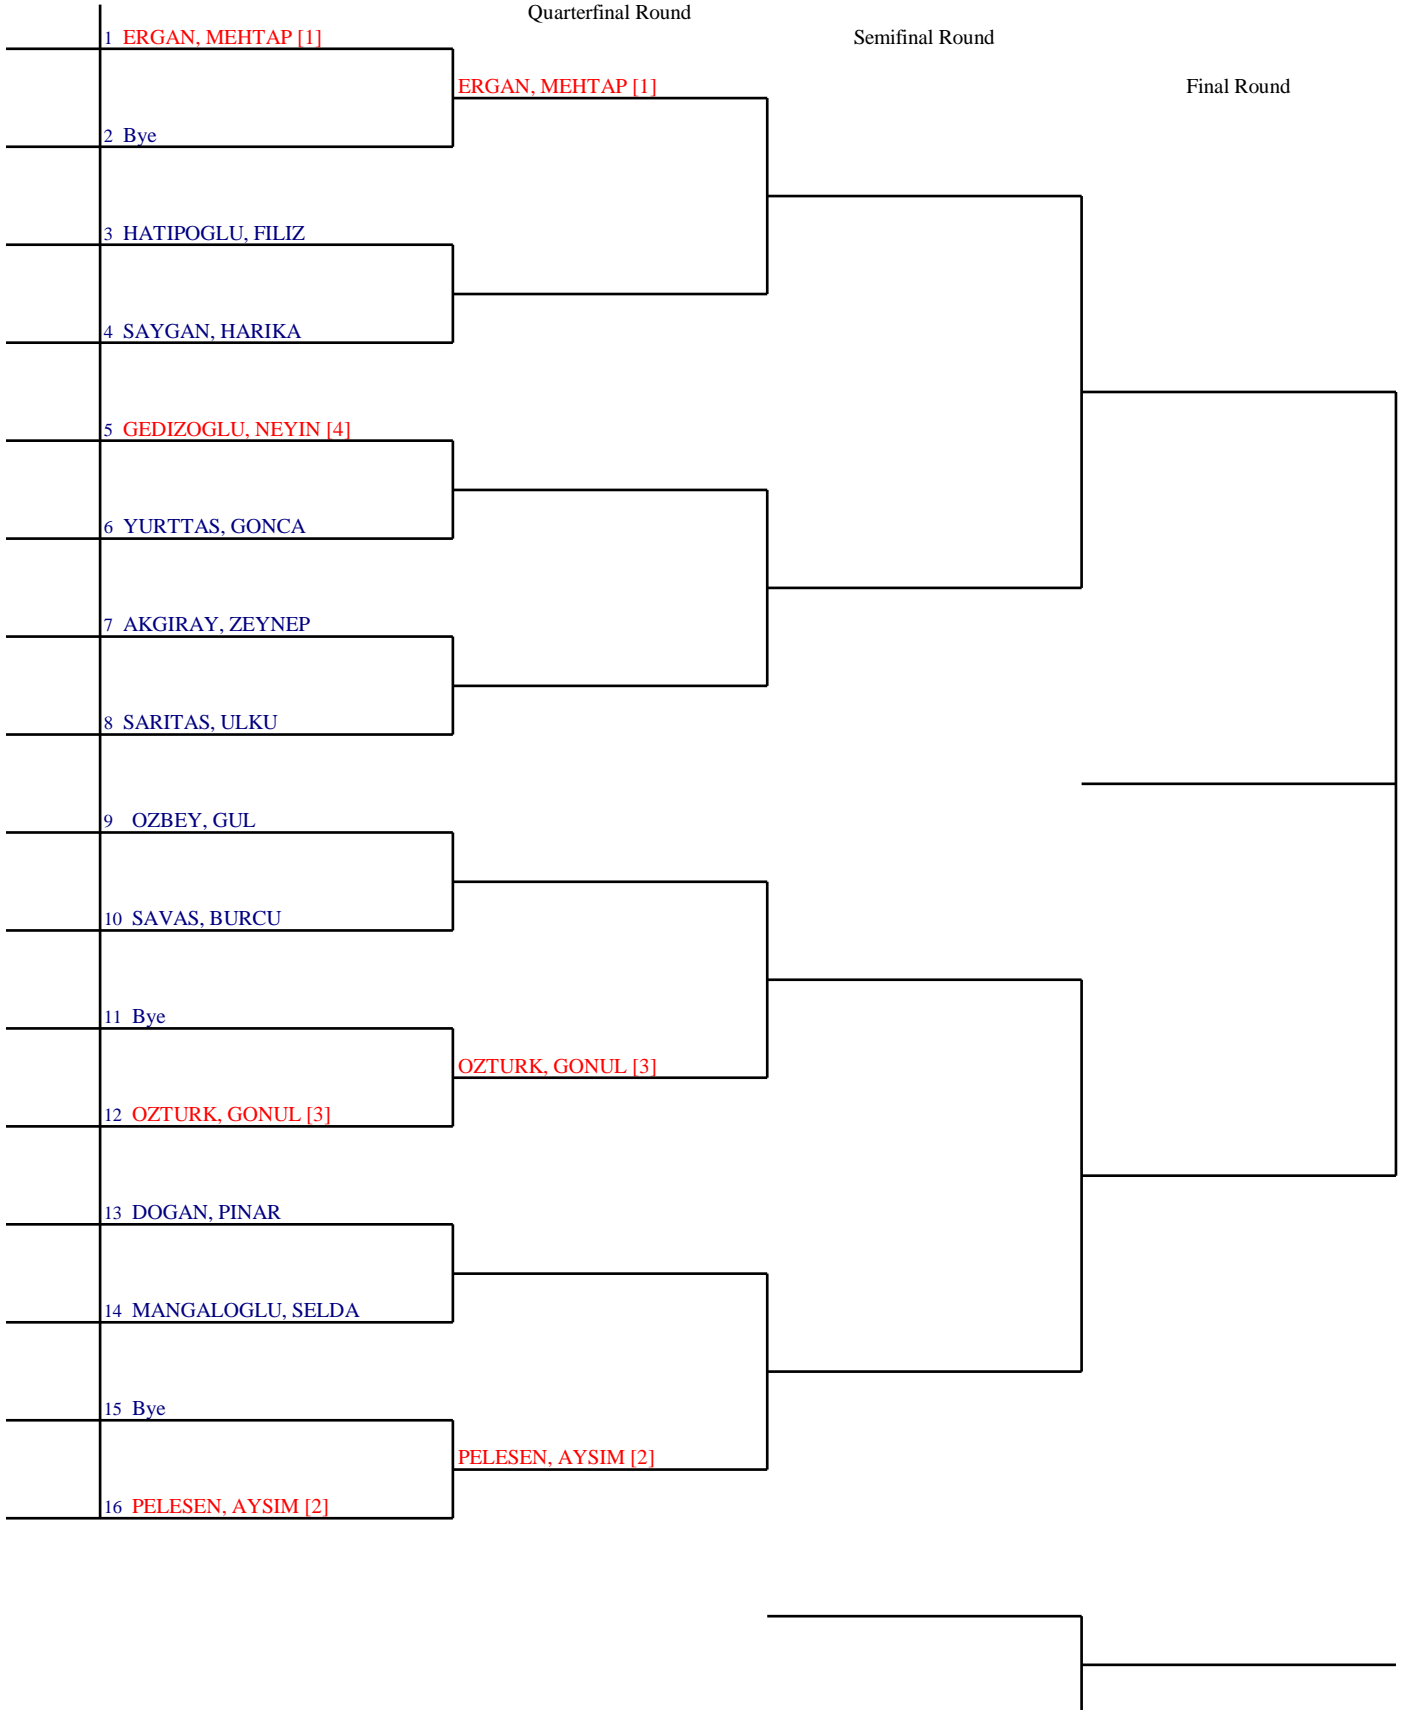 Quarterfinal Round
Semifinal Round
Final Round
1 ERGAN, MEHTAP [1]
ERGAN, MEHTAP [1]
2 Bye
3 HATIPOGLU, FILIZ
4 SAYGAN, HARIKA
5 GEDIZOGLU, NEYIN [4]
6 YURTTAS, GONCA
7 AKGIRAY, ZEYNEP
8 SARITAS, ULKU
9 OZBEY, GUL
10 SAVAS, BURCU
11 Bye
OZTURK, GONUL [3]
12 OZTURK, GONUL [3]
13 DOGAN, PINAR
14 MANGALOGLU, SELDA
15 Bye
PELESEN, AYSIM [2]
16 PELESEN, AYSIM [2]